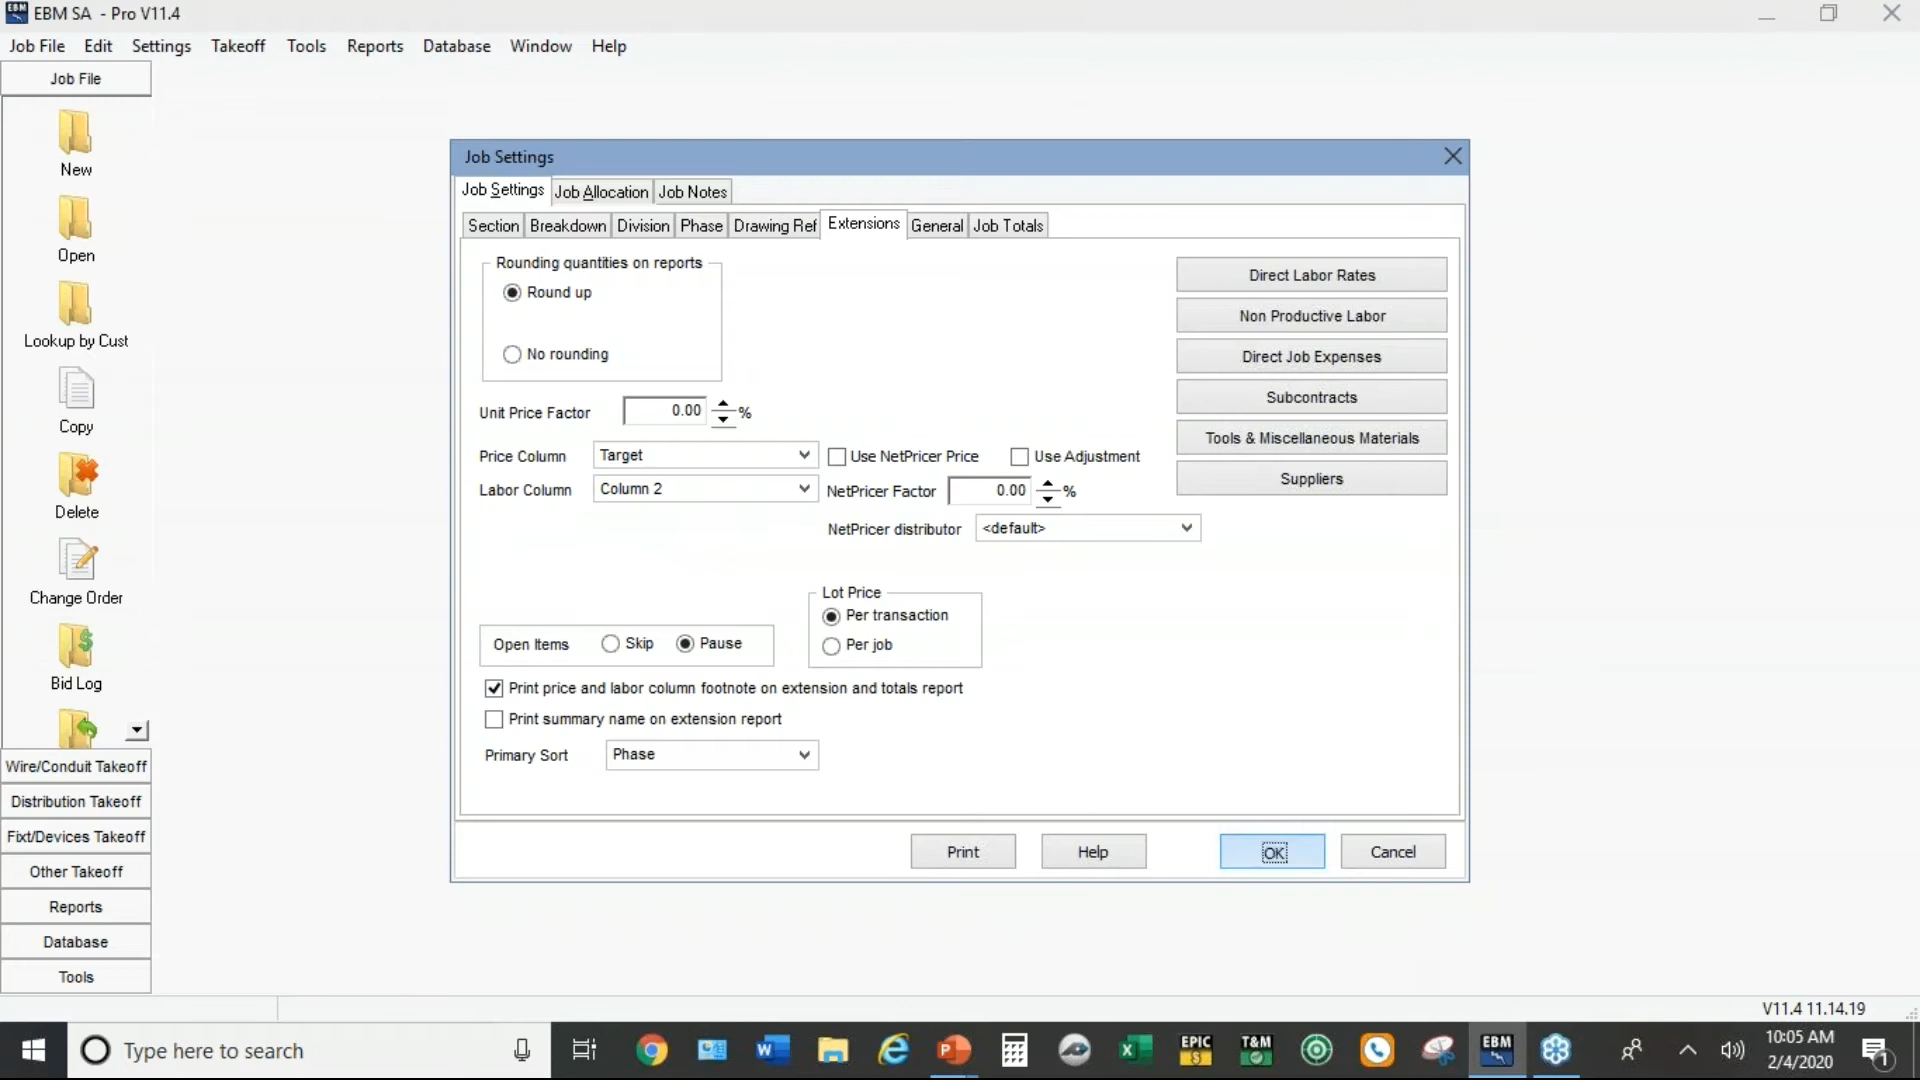 EBM SA - Pro V11.4
Job File Edit Settings Takeoff Tools Reports Database Window Help
Job File
New
Open
Lookup by Cust
Copy
Delete
Change Order
Bid Log
Wire/Conduit Takeoff
Distribution Takeoff
Fixt/Devices Takeoff
Other Takeoff
Reports
Database
Tools
Job Settings
Job Settings Job Allocation Job Notes
Section Breakdown Division Phase Drawing Ref Extensions General Job Totals
Rounding quantities on reports
Round up
No rounding
Unit Price Factor 0.00 %
Price Column Target Use NetPricer Price Use Adjustment
Labor Column Column 2 NetPricer Factor 0.00 %
NetPricer distributor <default>
Direct Labor Rates
Non Productive Labor
Direct Job Expenses
Subcontracts
Tools & Miscellaneous Materials
Suppliers
Lot Price
Per transaction
Per job
Open Items Skip Pause
Print price and labor column footnote on extension and totals report
Print summary name on extension report
Primary Sort Phase
Print Help OK Cancel
V11.4 11.14.19
Type here to search
EPIC
$
T&M
EBM
10:05 AM
2/4/2020
1